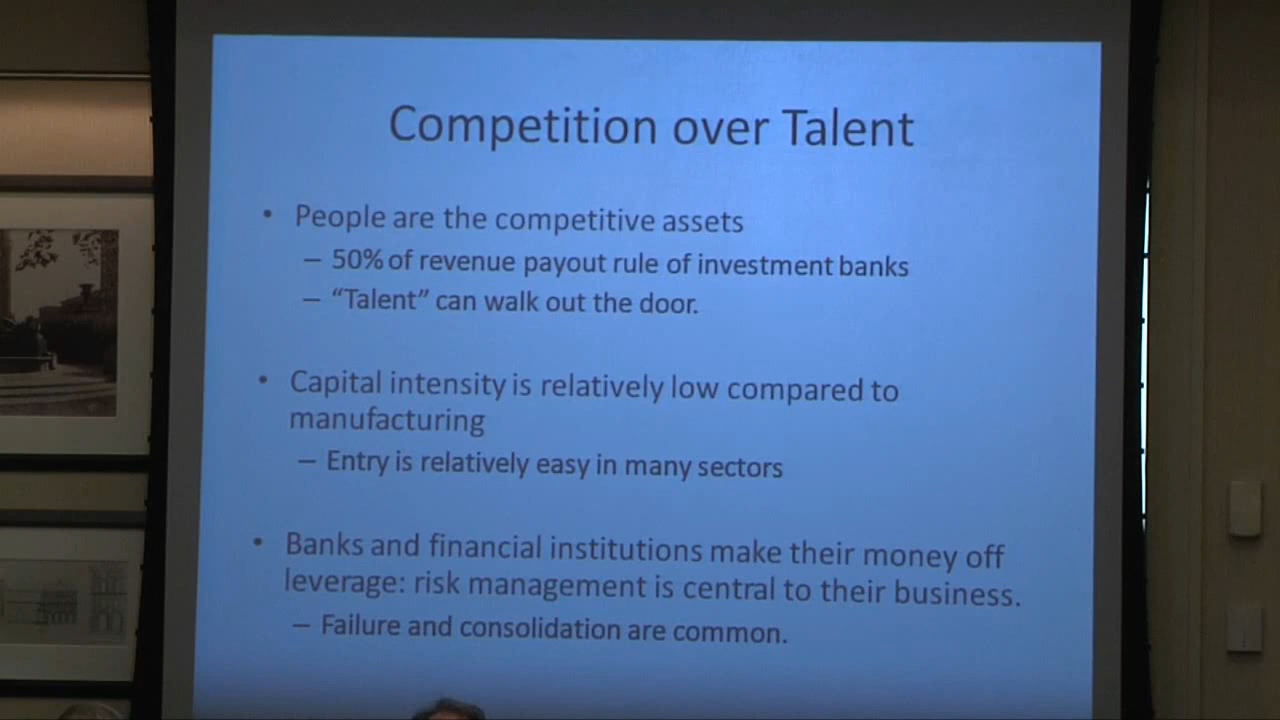 Competition over Talent
• People are the competitive assets
– 50% of revenue payout rule of investment banks
– “Talent” can walk out the door.
• Capital intensity is relatively low compared to
manufacturing
– Entry is relatively easy in many sectors
• Banks and financial institutions make their money off
leverage: risk management is central to their business.
– Failure and consolidation are common.